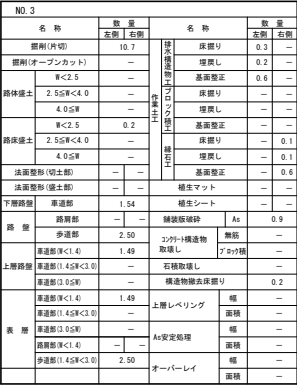 NO.3
名 称 数 量 名 称 数 量
左側 右側 左側 右側
掘削(片切) 10.7
掘削(オープンカット) －
路体盛土 W<2.5 － －
2.5≦W<4.0 － －
4.0≦W － －
路床盛土 W<2.5 0.2 －
2.5≦W<4.0 － －
4.0≦W － －
法面整形(切土部) － －
法面整形(盛土部) － －
下層路盤 車道部 1.54
路 盤 路肩部 － －
歩道部 2.50
上層路盤 車道部(W<1.4) 1.49
車道部(1.4≦W<3.0) －
車道部(3.0≦W) －
表 層 車道部(W<1.4) 1.49
車道部(1.4≦W<3.0) －
車道部(3.0≦W) －
路肩部(W<1.4) － －
歩道部(1.4≦W<3.0) 2.50
作業土工
排水構造物工 床掘り 0.3 －
埋戻し 0.2 －
基面整正 0.6 －
ブロック積工 床掘り － －
埋戻し － －
基面整正 － －
縁石工 床掘り － 0.1
埋戻し － 0.1
基面整正 － 0.6
植生マット － －
植生シート － －
舗装版破砕 As 0.9
コンクリート構造物取壊し 無筋 －
ブロック積 －
石積取壊し －
構造物撤去床掘り 0.2
上層レベリング 幅 －
面積 －
As安定処理 幅 －
面積 －
オーバーレイ 幅 －
面積 －